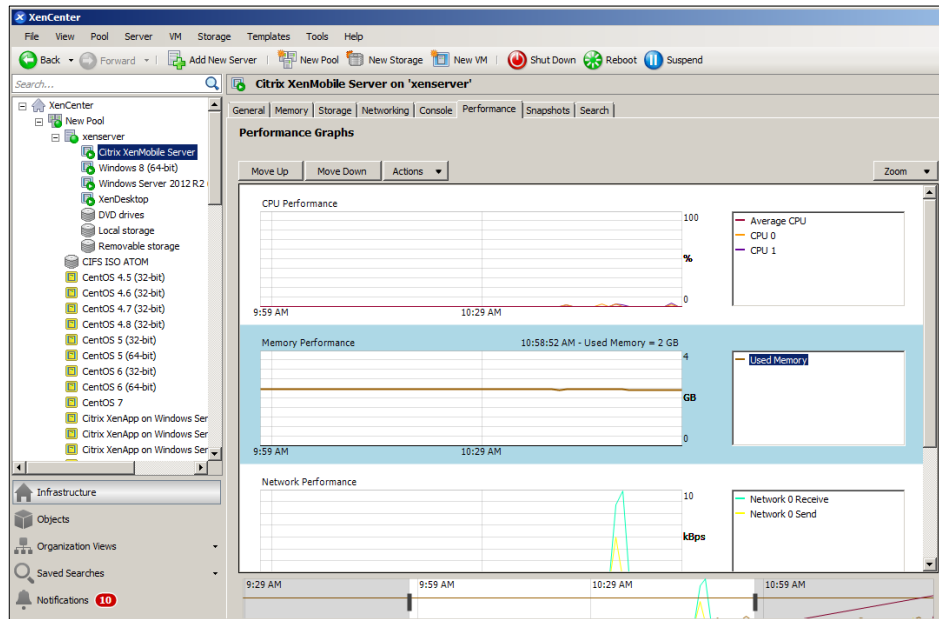 XenCenter
File View Pool Server VM Storage Templates Tools Help
Back Forward Add New Server New Pool New Storage New VM Shut Down Reboot Suspend
Search...
Citrix XenMobile Server on 'xenserver'
XenCenter
New Pool
xenserver
Citrix XenMobile Server
Windows 8 (64-bit)
Windows Server 2012 R2
XenDesktop
DVD drives
Local storage
Removable storage
CIFS ISO ATOM
CentOS 4.5 (32-bit)
CentOS 4.6 (32-bit)
CentOS 4.7 (32-bit)
CentOS 4.8 (32-bit)
CentOS 5 (32-bit)
CentOS 5 (64-bit)
CentOS 6 (32-bit)
CentOS 6 (64-bit)
CentOS 7
Citrix XenApp on Windows Ser
Citrix XenApp on Windows Ser
Citrix XenApp on Windows Ser
Infrastructure
Objects
Organization Views
Saved Searches
Notifications 10
General Memory Storage Networking Console Performance Snapshots Search
Performance Graphs
Move Up Move Down Actions Zoom
CPU Performance
100
%
0
9:59 AM 10:29 AM
Average CPU
CPU 0
CPU 1
Memory Performance 10:58:52 AM - Used Memory = 2 GB
4
GB
0
9:59 AM 10:29 AM
Used Memory
Network Performance
10
kBps
Network 0 Receive
Network 0 Send
9:29 AM 9:59 AM 10:29 AM 10:59 AM